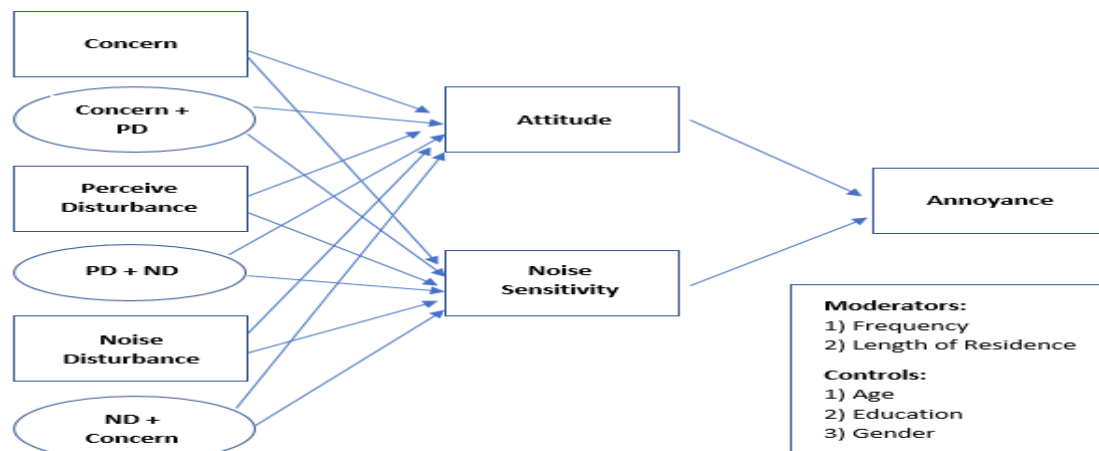 Concern
Concern +
PD
Perceive
Disturbance
PD + ND
Noise
Disturbance
ND +
Concern
Attitude
Noise
Sensitivity
Annoyance
Moderators:
1) Frequency
2) Length of Residence
Controls:
1) Age
2) Education
3) Gender